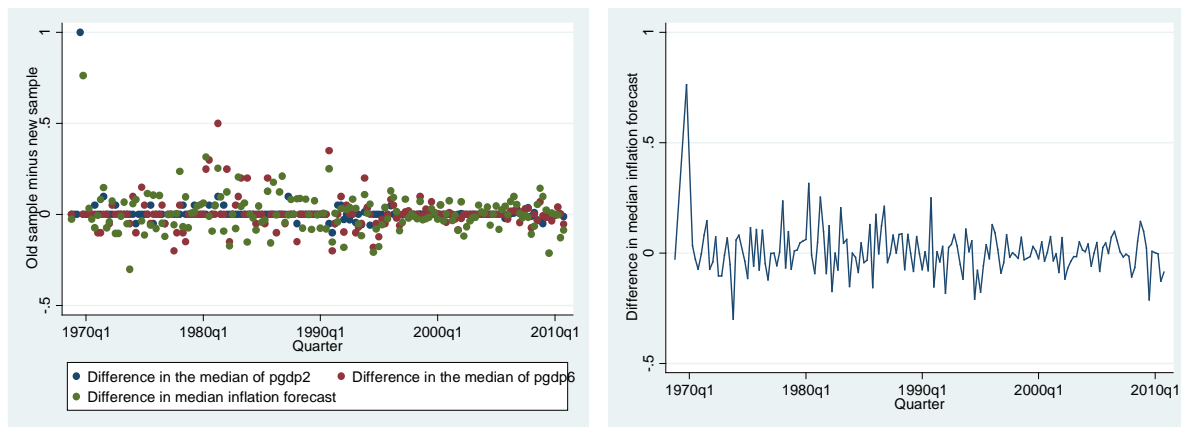 Old sample minus new sample
1
.5
0
-.5
1970q1 1980q1 1990q1 2000q1 2010q1
Quarter
Difference in the median of pgdp2 Difference in the median of pgdp6
Difference in median inflation forecast
Difference in median inflation forecast
1
.5
0
-.5
1970q1 1980q1 1990q1 2000q1 2010q1
Quarter